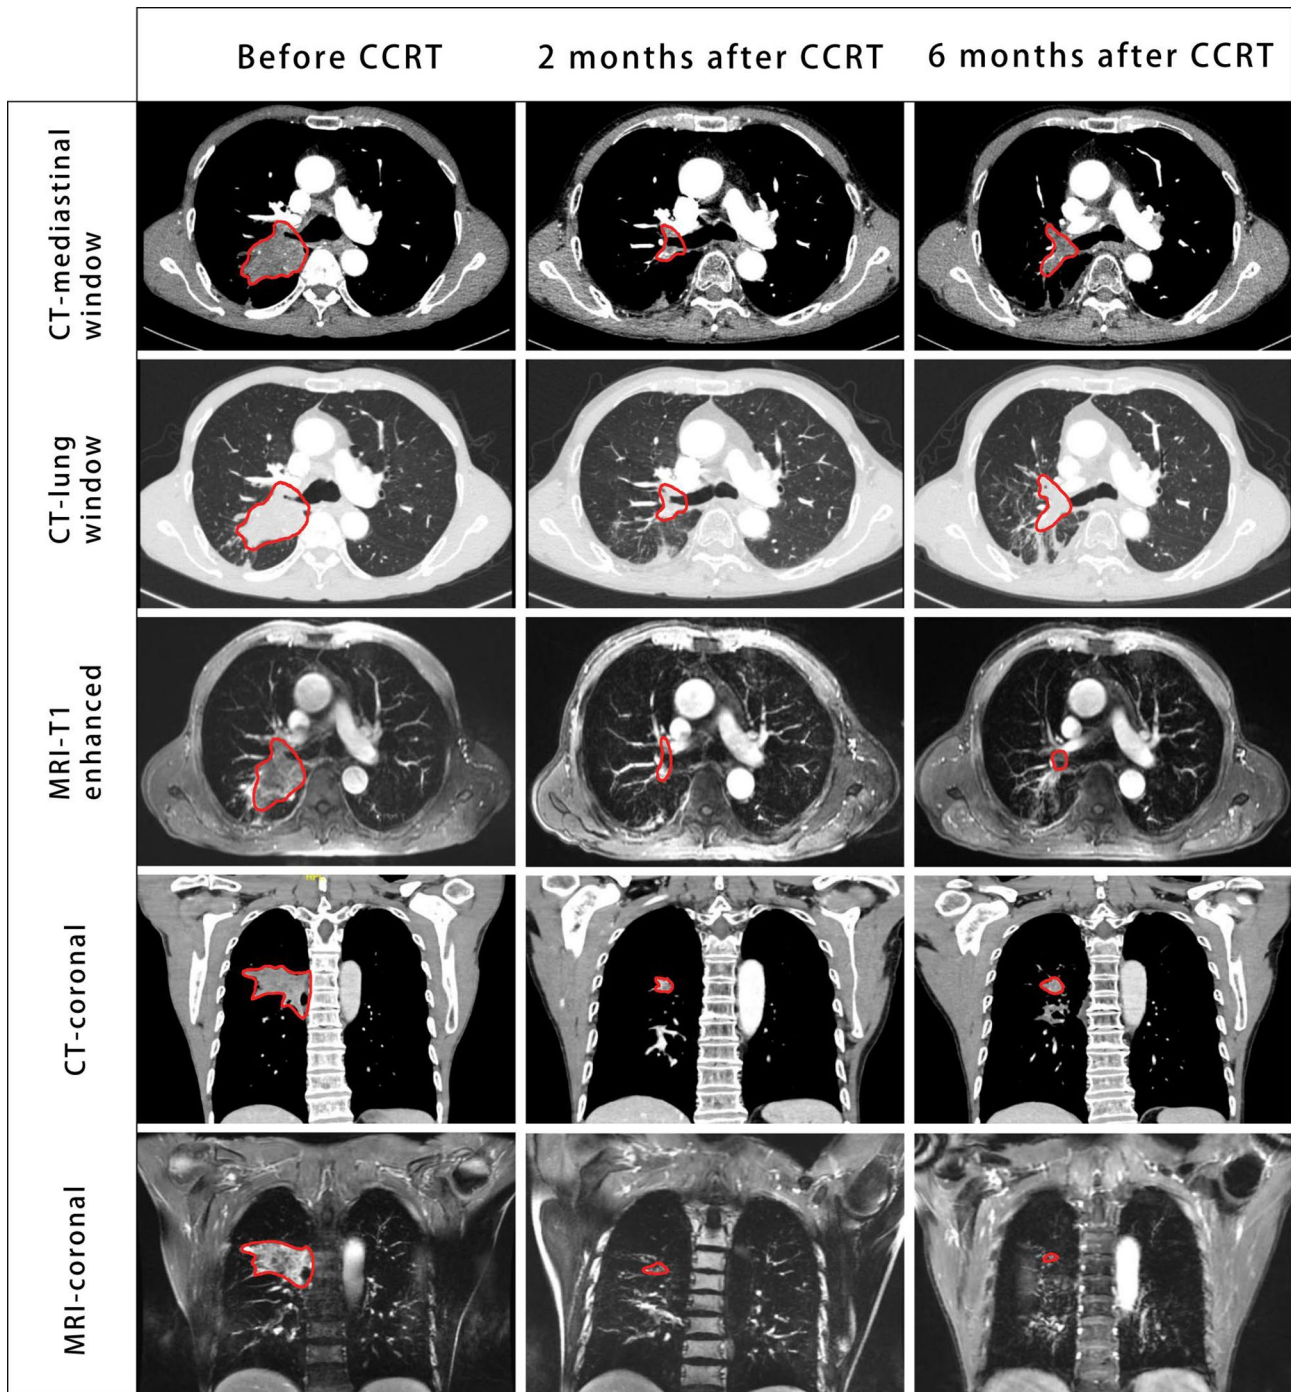 Before CCRT
2 months after CCRT
6 months after CCRT
CT-mediastinal
window
CT-lung
window
MRI-T1
enhanced
CT-coronal
MRI-coronal